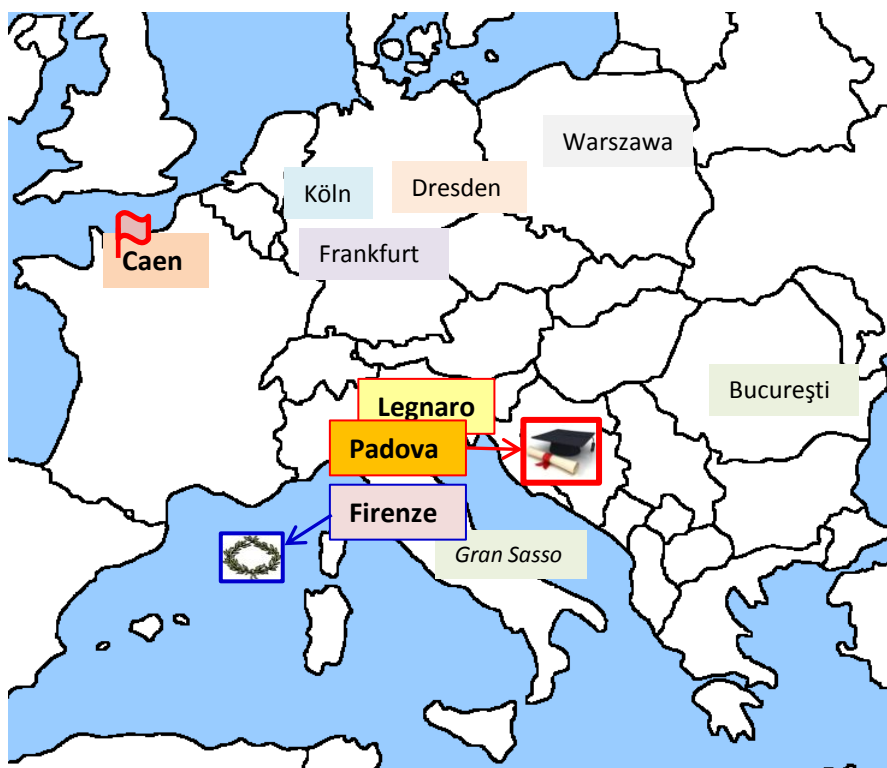 Warszawa
Köln
Dresden
Caen
Frankfurt
Bucureşti
Legnaro
Padova
Firenze
Gran Sasso